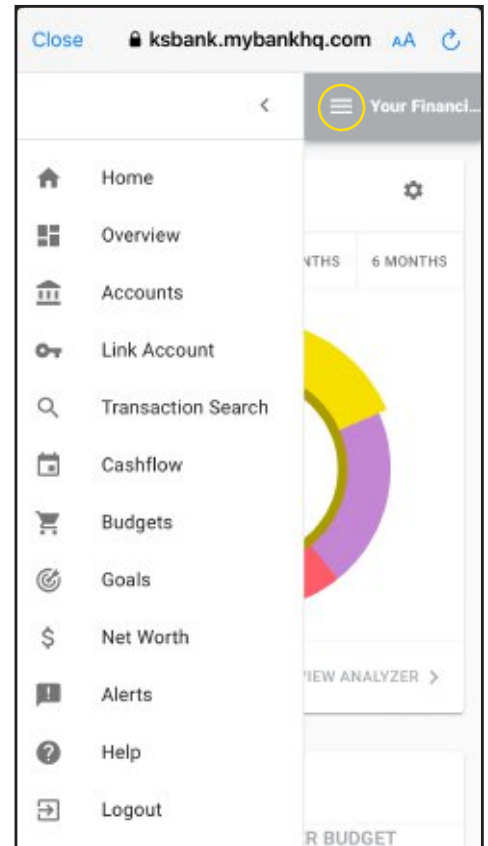 Close ksbank.mybankhq.com AA
Your Financi...
Home
Overview
NTHS 6 MONTHS
Accounts
Link Account
Transaction Search
Cashflow
Budgets
Goals
Net Worth
IEW ANALYZER >
Alerts
Help
Logout
R BUDGET